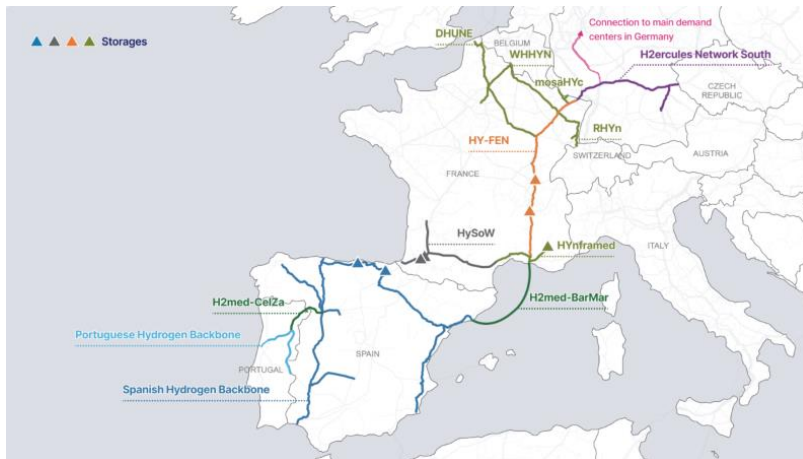 Storages
DHUNE
BELGIUM
WHHYN
Connection to main demand
centers in Germany
H2ercules Network South
mosaHYc
CZECH
REPUBLIC
RHYn
HY-FEN
SWITZERLAND
AUSTRIA
FRANCE
HySoW
HYnframed
ITALY
H2med-CelZa
H2med-BarMar
Portuguese Hydrogen Backbone
SPAIN
PORTUGAL
Spanish Hydrogen Backbone